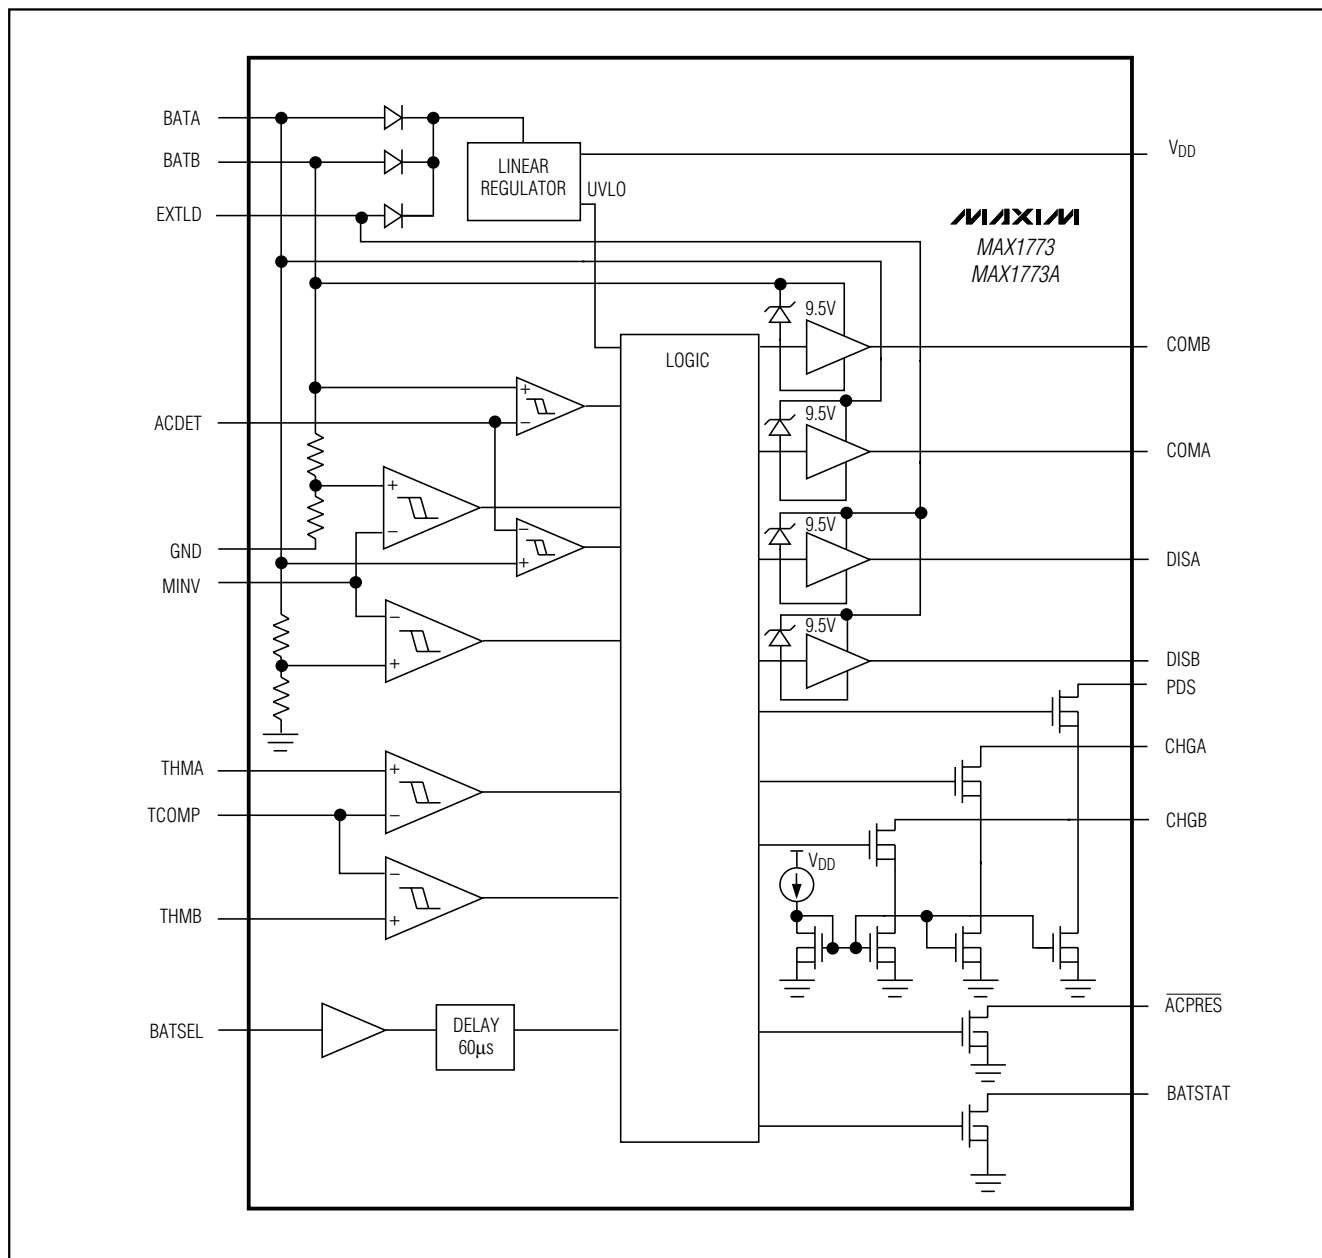 BATA
BATB
EXTLD
LINEAR
REGULATOR
UVLO
VDD
MAXIM
MAX1773
MAX1773A
9.5V
COMB
LOGIC
+
−
ACDET
9.5V
COMA
+
−
−
+
9.5V
GND
MINV
DISA
−
+
9.5V
DISB
PDS
CHGA
THMA
+
TCOMP
−
CHGB
VDD
−
THMB
+
BATSEL
DELAY
60µs
ACPRES
BATSTAT